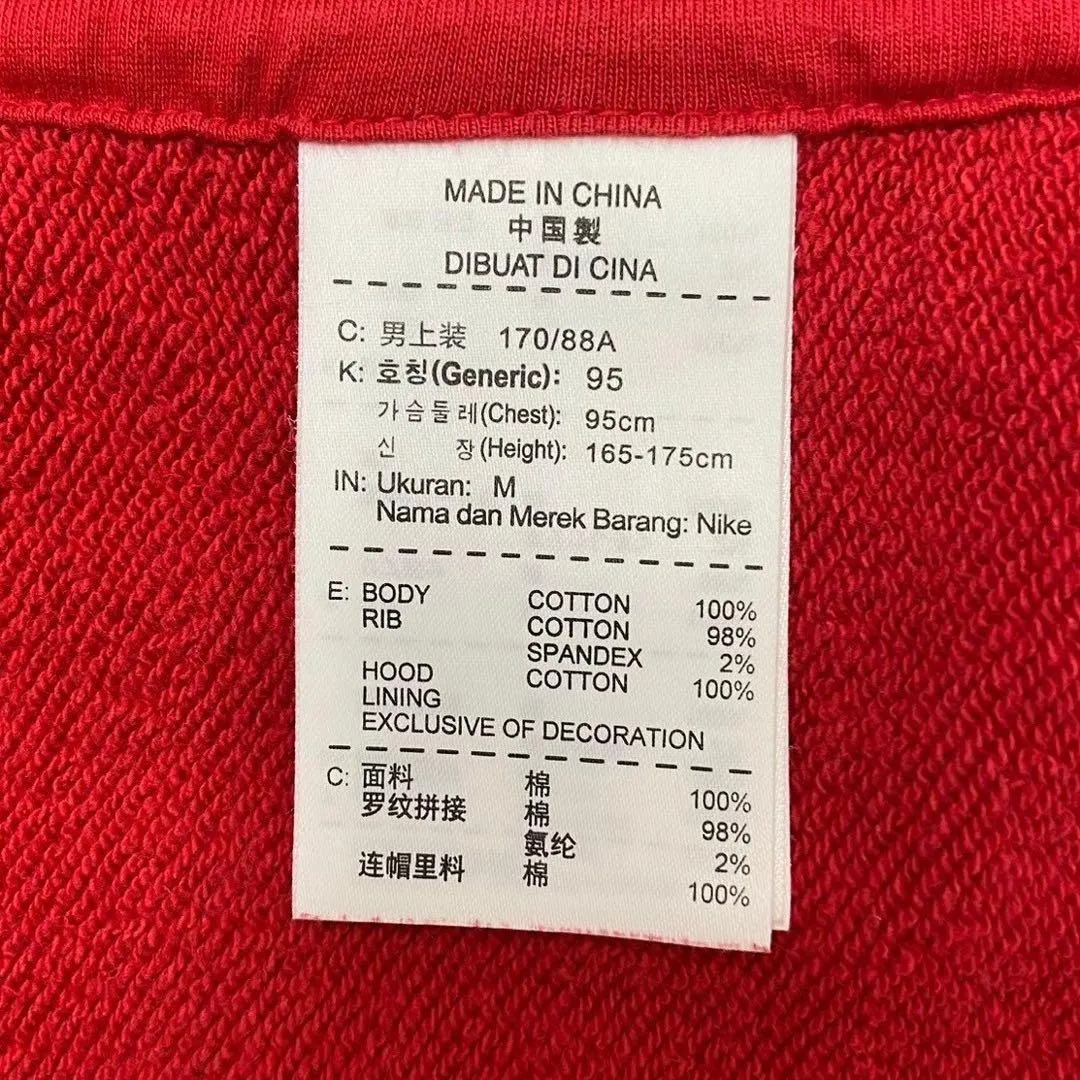 MADE IN CHINA
中国製
DIBUAT DI CINA
C: 男上装 170/88A
K: 호칭(Generic): 95
가슴둘레(Chest): 95cm
신 장(Height): 165-175cm
IN: Ukuran: M
Nama dan Merek Barang: Nike
E: BODY COTTON 100%
RIB COTTON 98%
SPANDEX 2%
HOOD COTTON 100%
LINING
EXCLUSIVE OF DECORATION
C: 面料 棉 100%
罗纹拼接 棉 98%
氨纶 2%
连帽里料 棉 100%